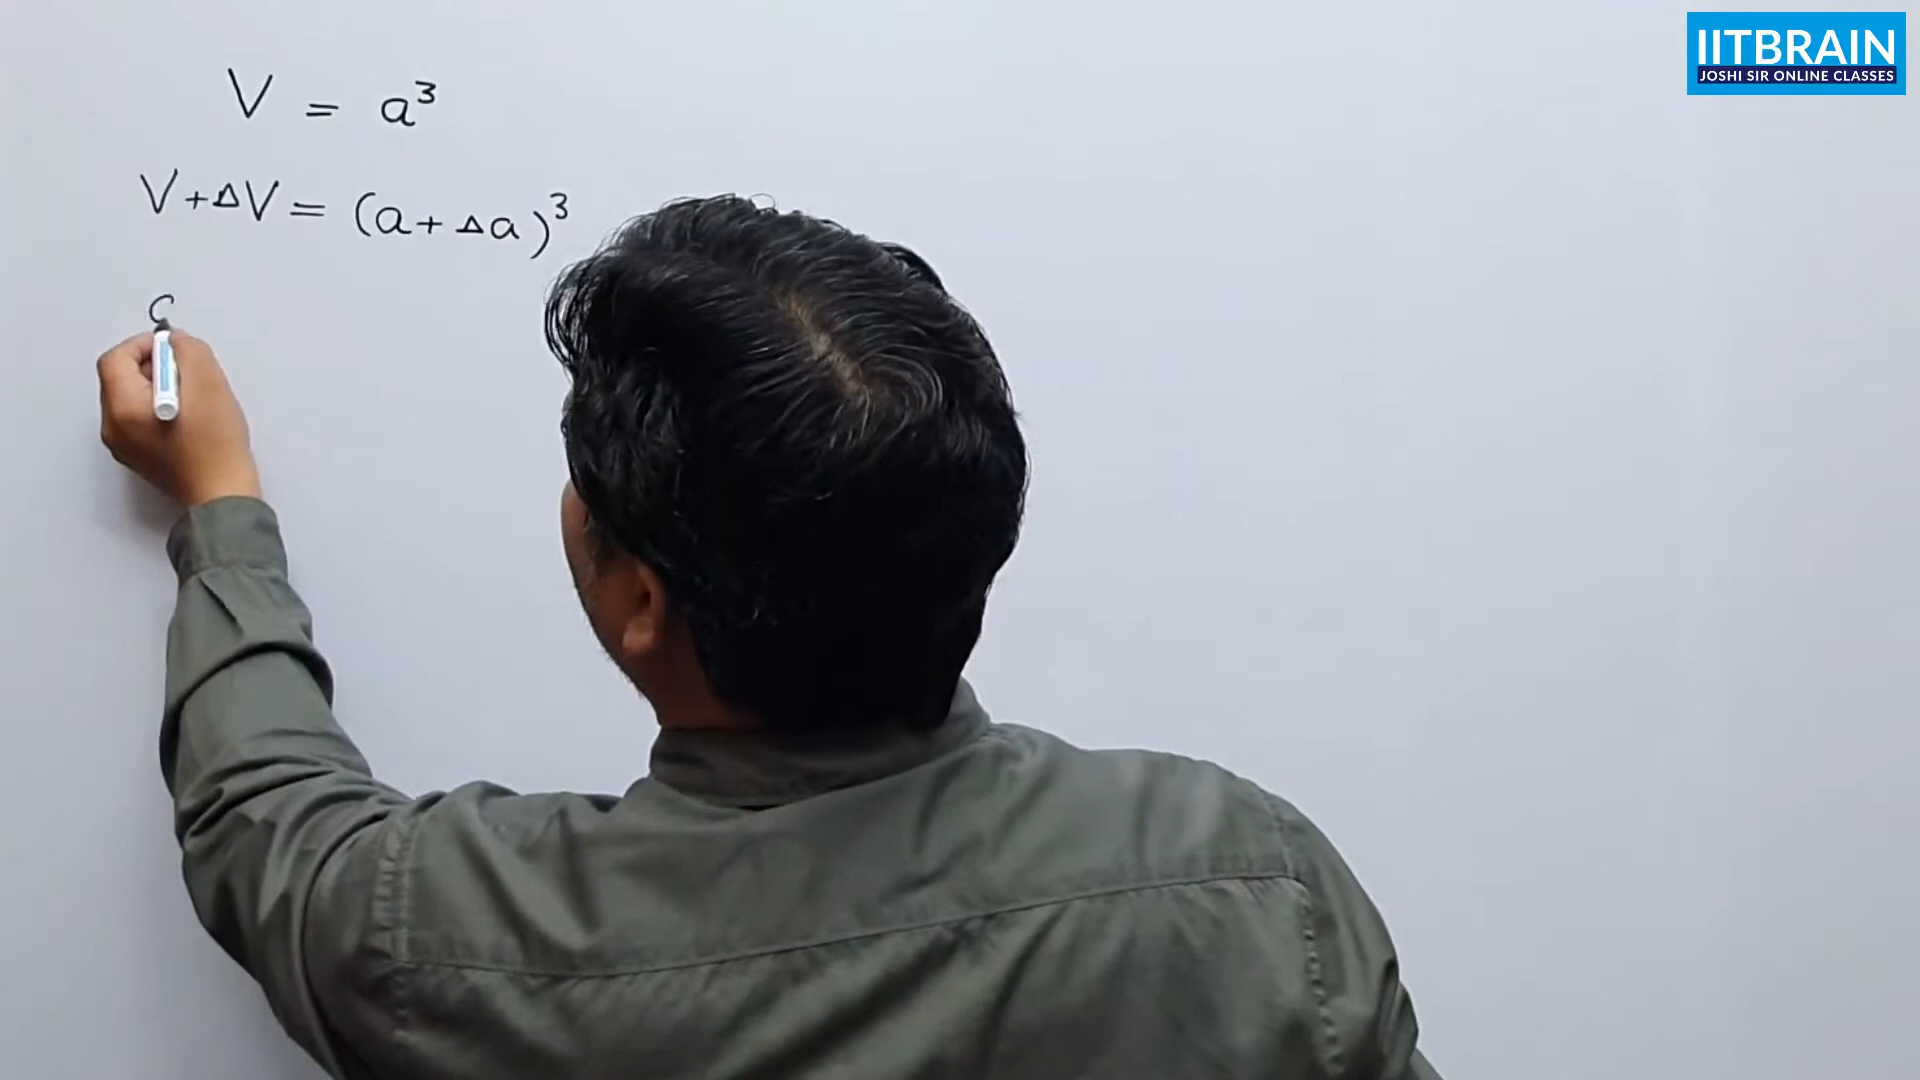 V = a³
V+ΔV = (a+Δa)³
IITBRAIN
JOSHI SIR ONLINE CLASSES